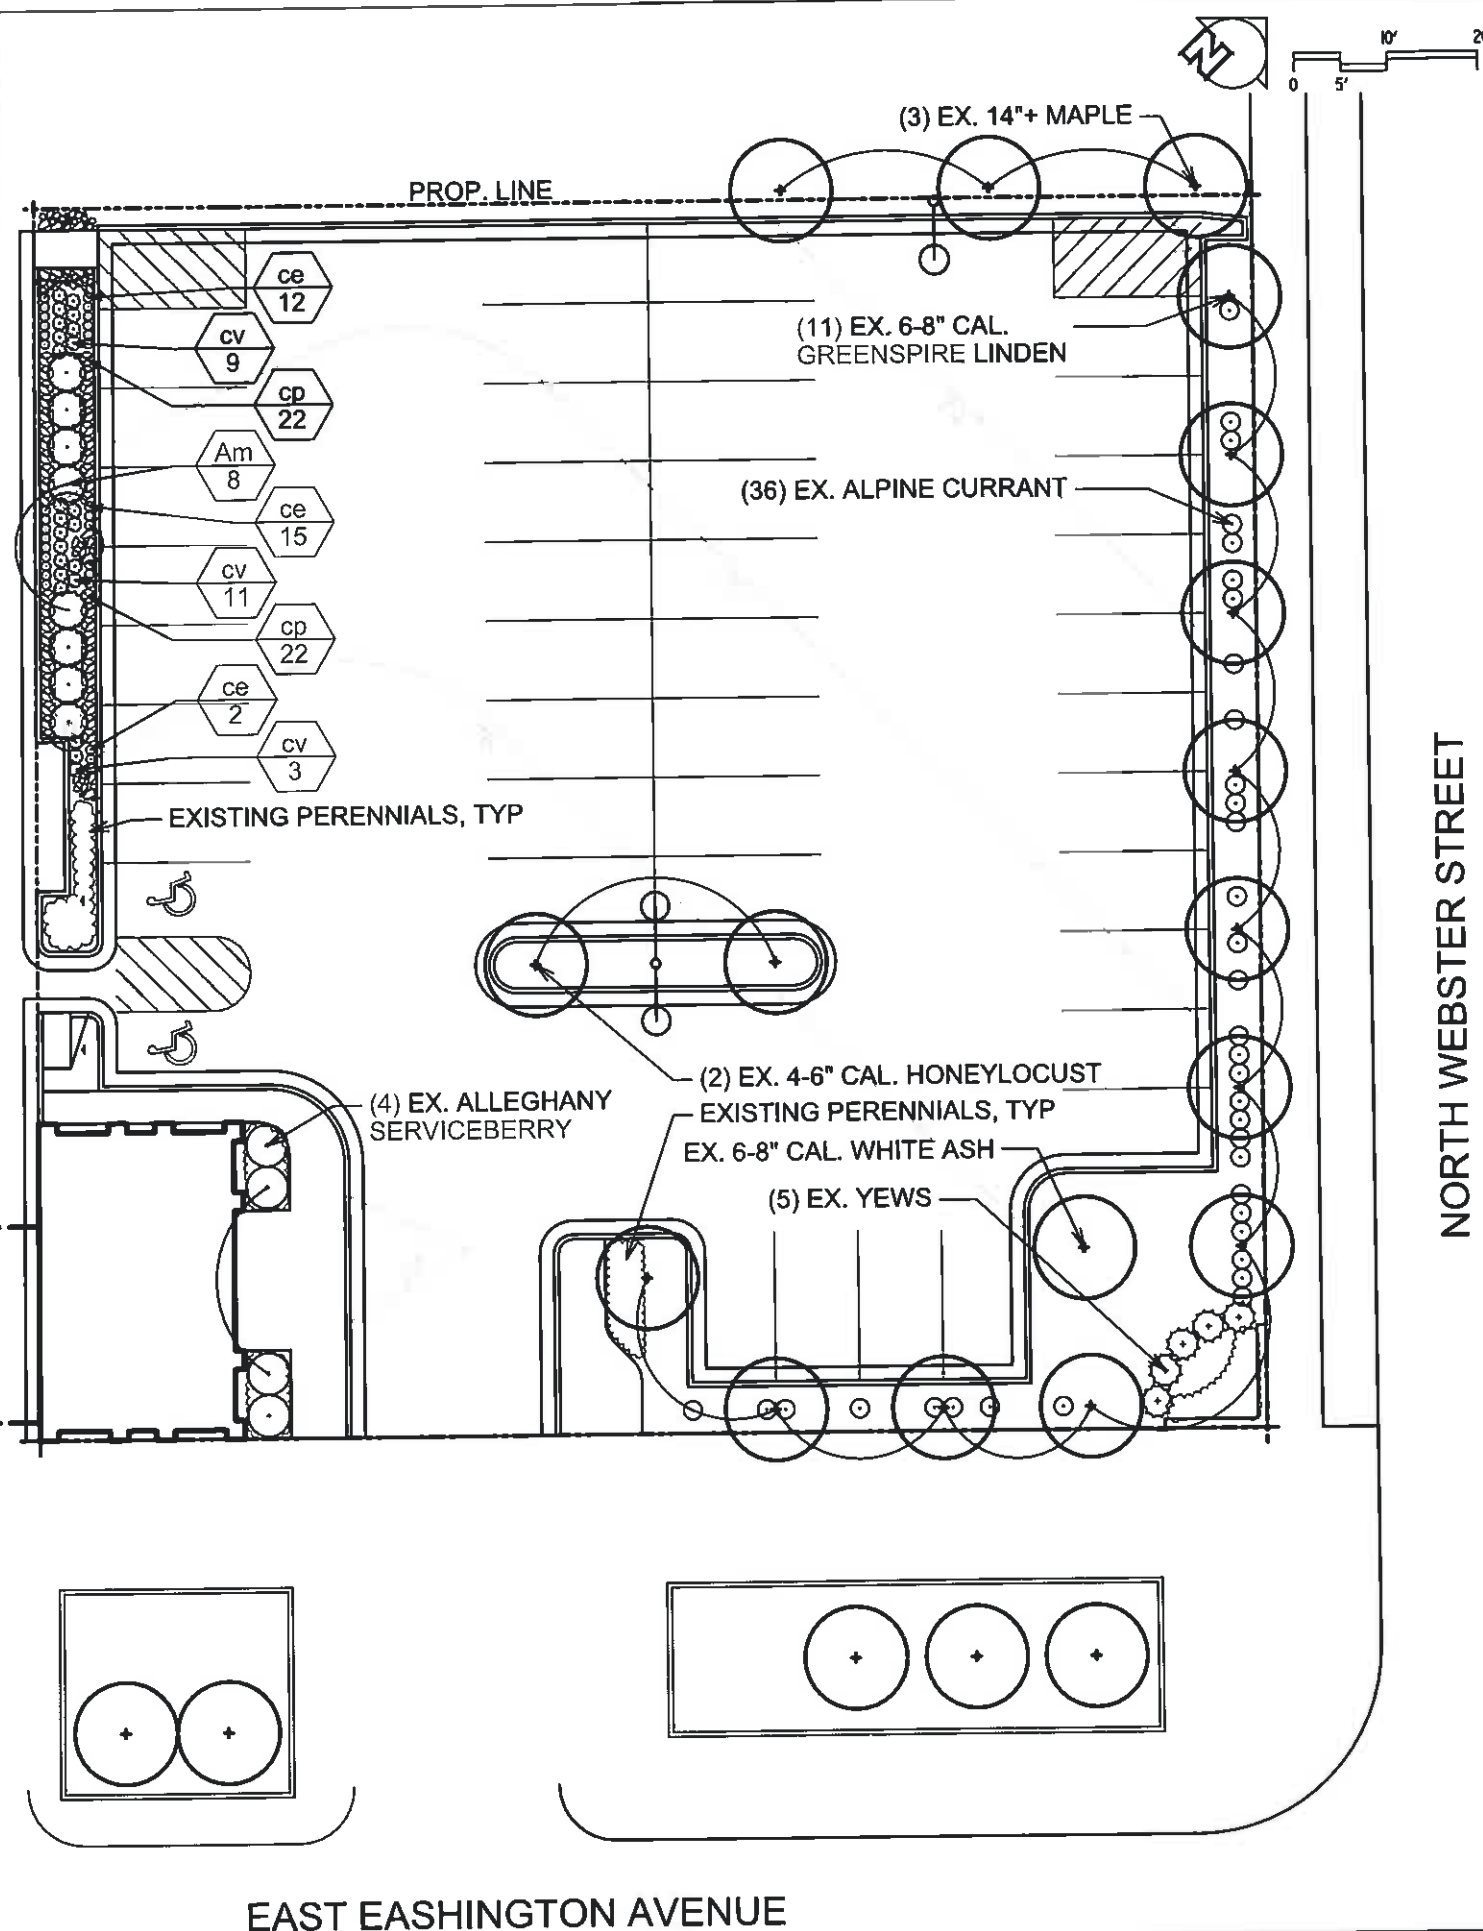 N
10'
0 5'
(3) EX. 14"+ MAPLE
PROP. LINE
ce
12
(11) EX. 6-8" CAL.
GREENSPIRE LINDEN
cv
9
cp
22
Am
8
(36) EX. ALPINE CURRANT
ce
15
cv
11
cp
22
ce
2
cv
3
EXISTING PERENNIALS, TYP
NORTH WEBSTER STREET
(2) EX. 4-6" CAL. HONEYLOCUST
(4) EX. ALLEGHANY
SERVICEBERRY
EXISTING PERENNIALS, TYP
EX. 6-8" CAL. WHITE ASH
(5) EX. YEWS
EAST EASHINGTON AVENUE